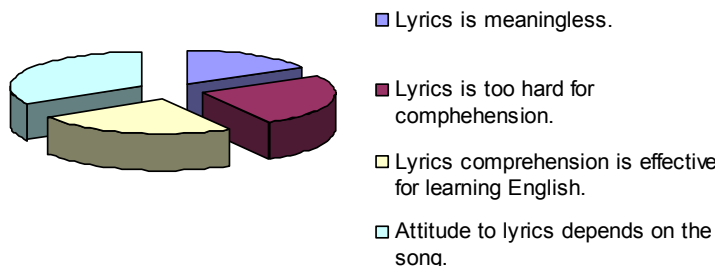 Lyrics is meaningless.
Lyrics is too hard for
comphehension.
Lyrics comprehension is effective
for learning English.
Attitude to lyrics depends on the
song.